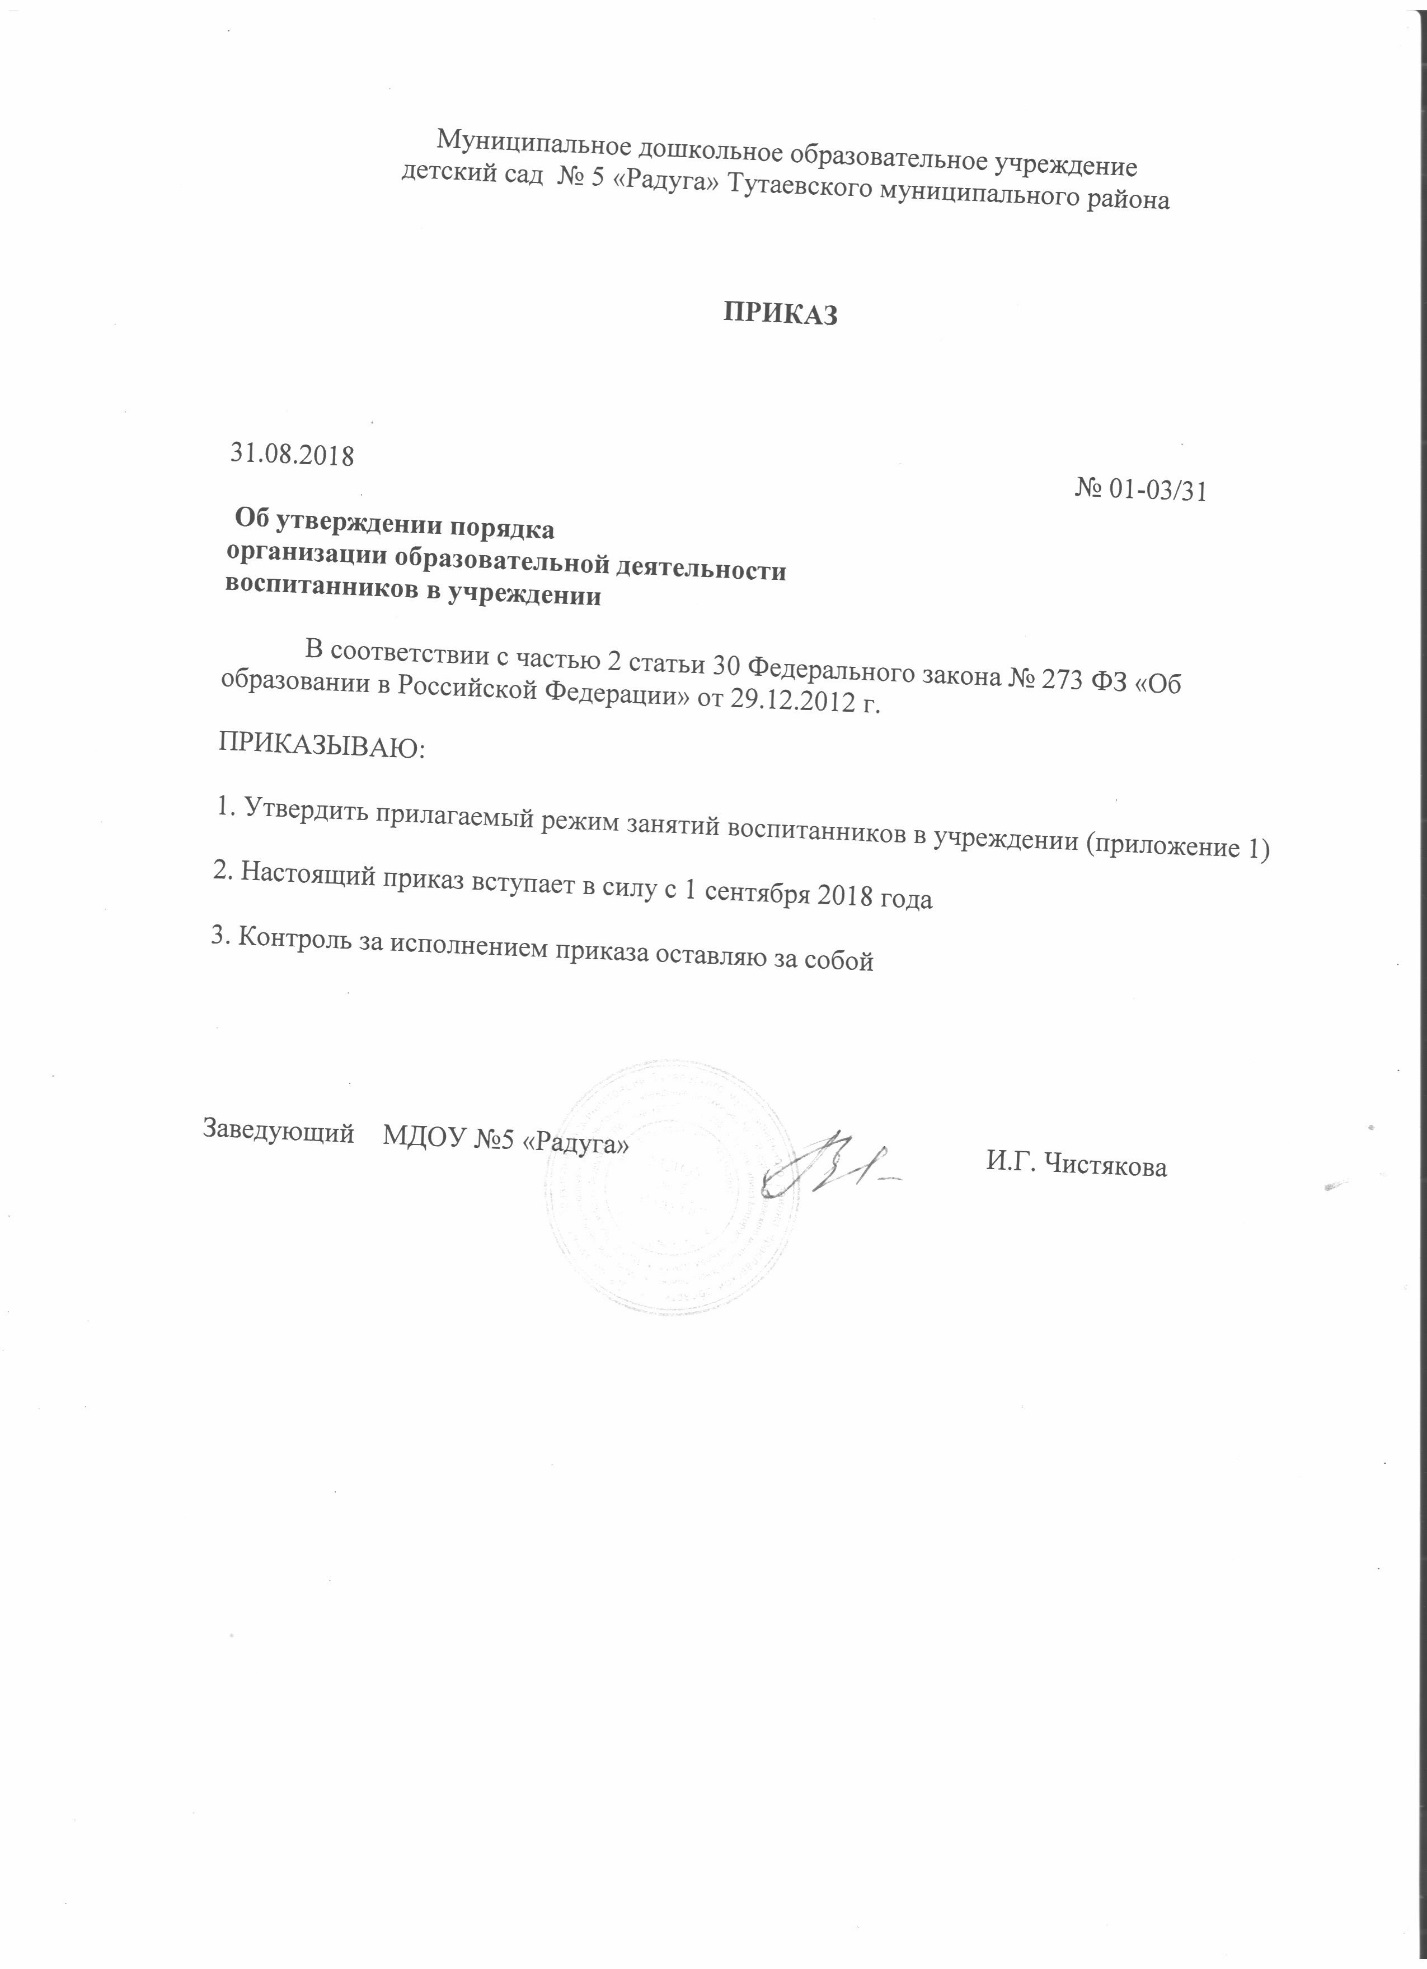 Муниципальное дошкольное образовательное учреждение
детский сад № 5 «Радуга» Тутаевского муниципального района
ПРИКАЗ
31.08.2018
№ 01-03/31
Об утверждении порядка
организации образовательной деятельности
воспитанников в учреждении
В соответствии с частью 2 статьи 30 Федерального закона № 273 ФЗ «Об
образовании в Российской Федерации» от 29.12.2012 г.
ПРИКАЗЫВАЮ:
1. Утвердить прилагаемый режим занятий воспитанников в учреждении (приложение 1)
2. Настоящий приказ вступает в силу с 1 сентября 2018 года
3. Контроль за исполнением приказа оставляю за собой
Заведующий МДОУ №5 «Радуга»
И.Г. Чистякова